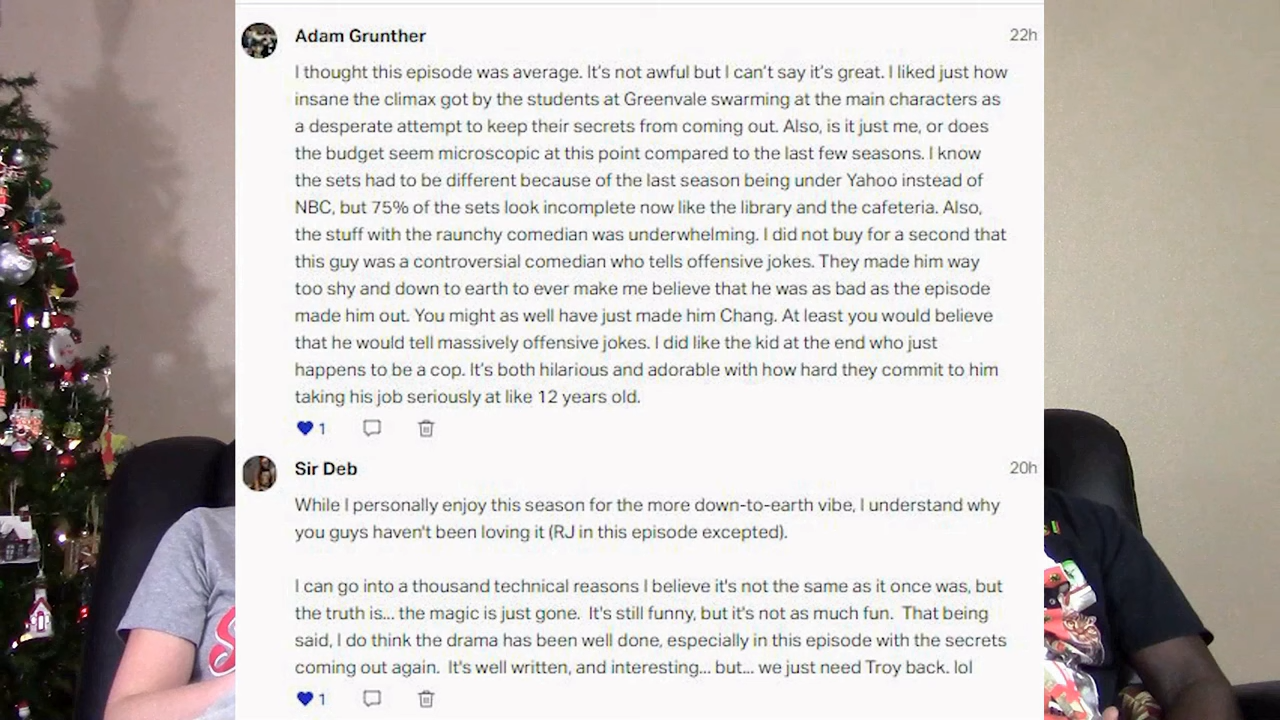 Adam Grunther
22h
I thought this episode was average. It's not awful but I can't say it's great. I liked just how
insane the climax got by the students at Greenvale swarming at the main characters as
a desperate attempt to keep their secrets from coming out. Also, is it just me, or does
the budget seem microscopic at this point compared to the last few seasons. I know
the sets had to be different because of the last season being under Yahoo instead of
NBC, but 75% of the sets look incomplete now like the library and the cafeteria. Also,
the stuff with the raunchy comedian was underwhelming. I did not buy for a second that
this guy was a controversial comedian who tells offensive jokes. They made him way
too shy and down to earth to ever make me believe that he was as bad as the episode
made him out. You might as well have just made him Chang. At least you would believe
that he would tell massively offensive jokes. I did like the kid at the end who just
happens to be a cop. It's both hilarious and adorable with how hard they commit to him
taking his job seriously at like 12 years old.
1
Sir Deb
20h
While I personally enjoy this season for the more down-to-earth vibe, I understand why
you guys haven't been loving it (RJ in this episode excepted).
I can go into a thousand technical reasons I believe it's not the same as it once was, but
the truth is... the magic is just gone. It's still funny, but it's not as much fun. That being
said, I do think the drama has been well done, especially in this episode with the secrets
coming out again. It's well written, and interesting... but... we just need Troy back. lol
1